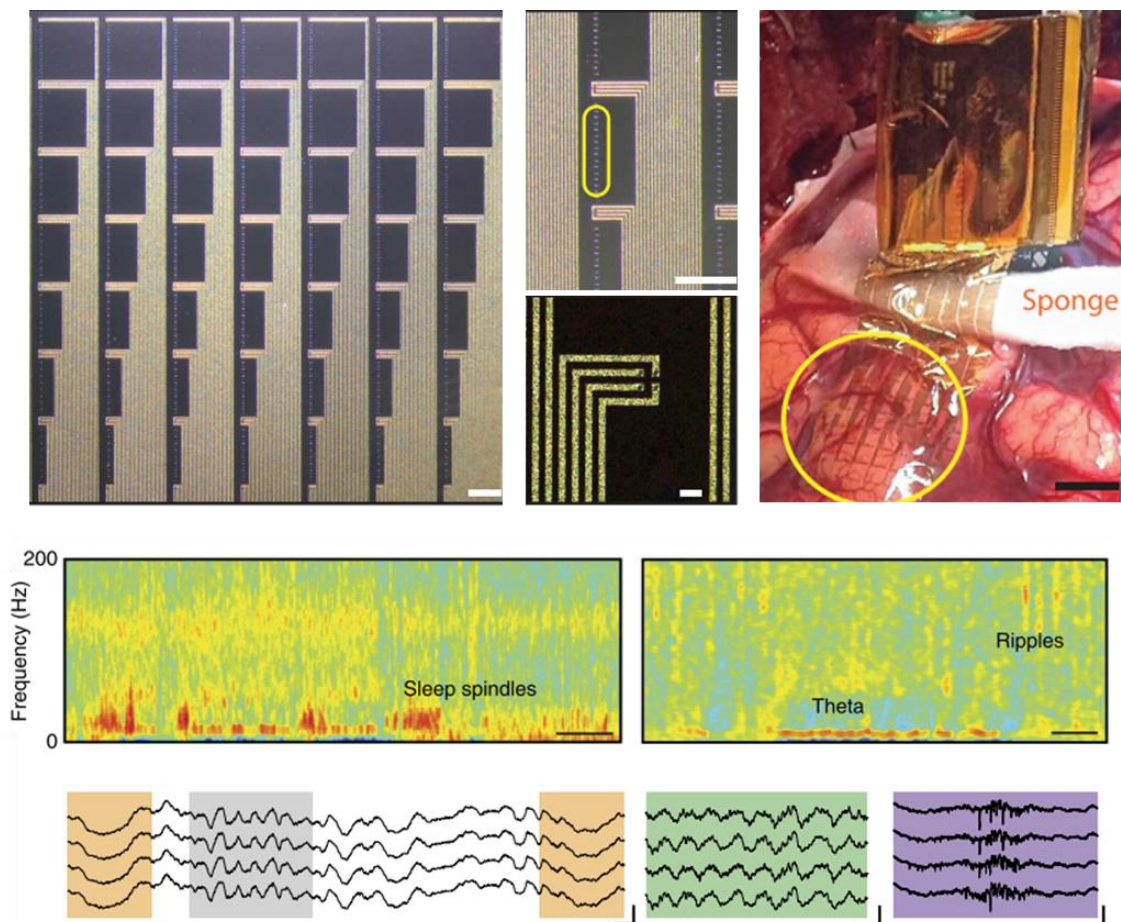 Sponge
200
Frequency (Hz)
0
Sleep spindles
Ripples
Theta